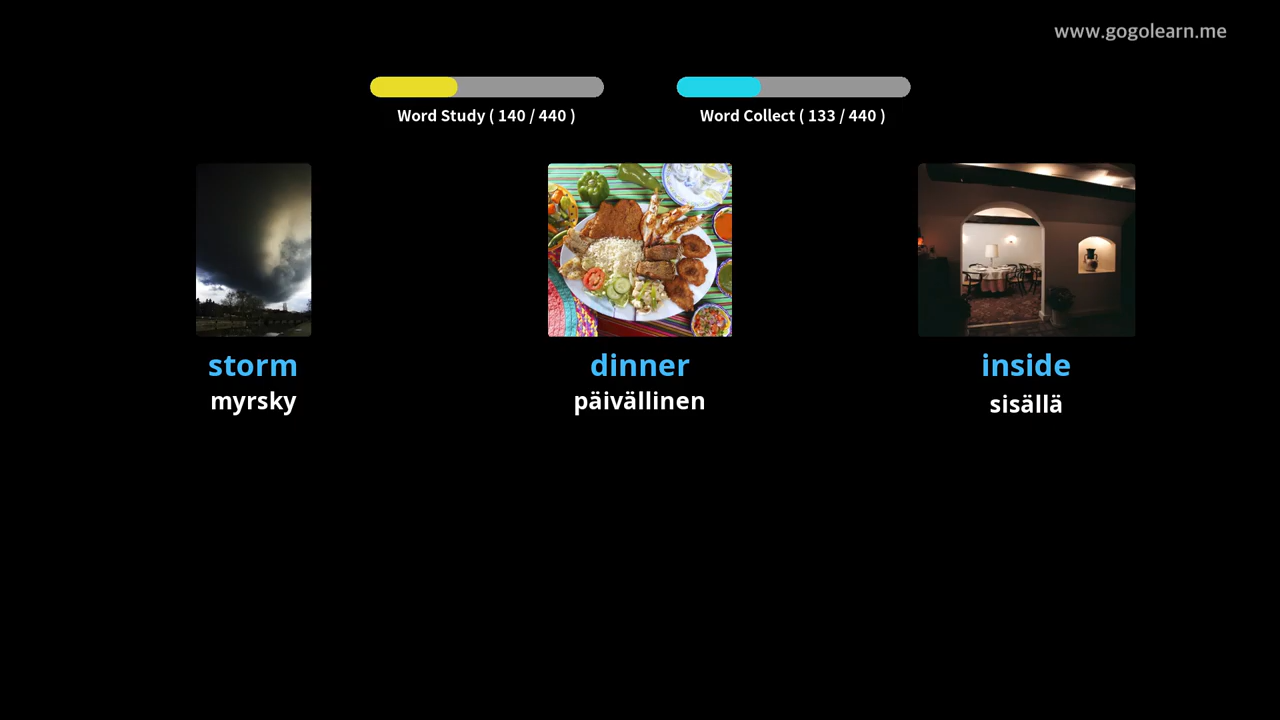 www.gogolearn.me
Word Study ( 140 / 440 )
Word Collect ( 133 / 440 )
storm
myrsky
dinner
päivällinen
inside
sisällä